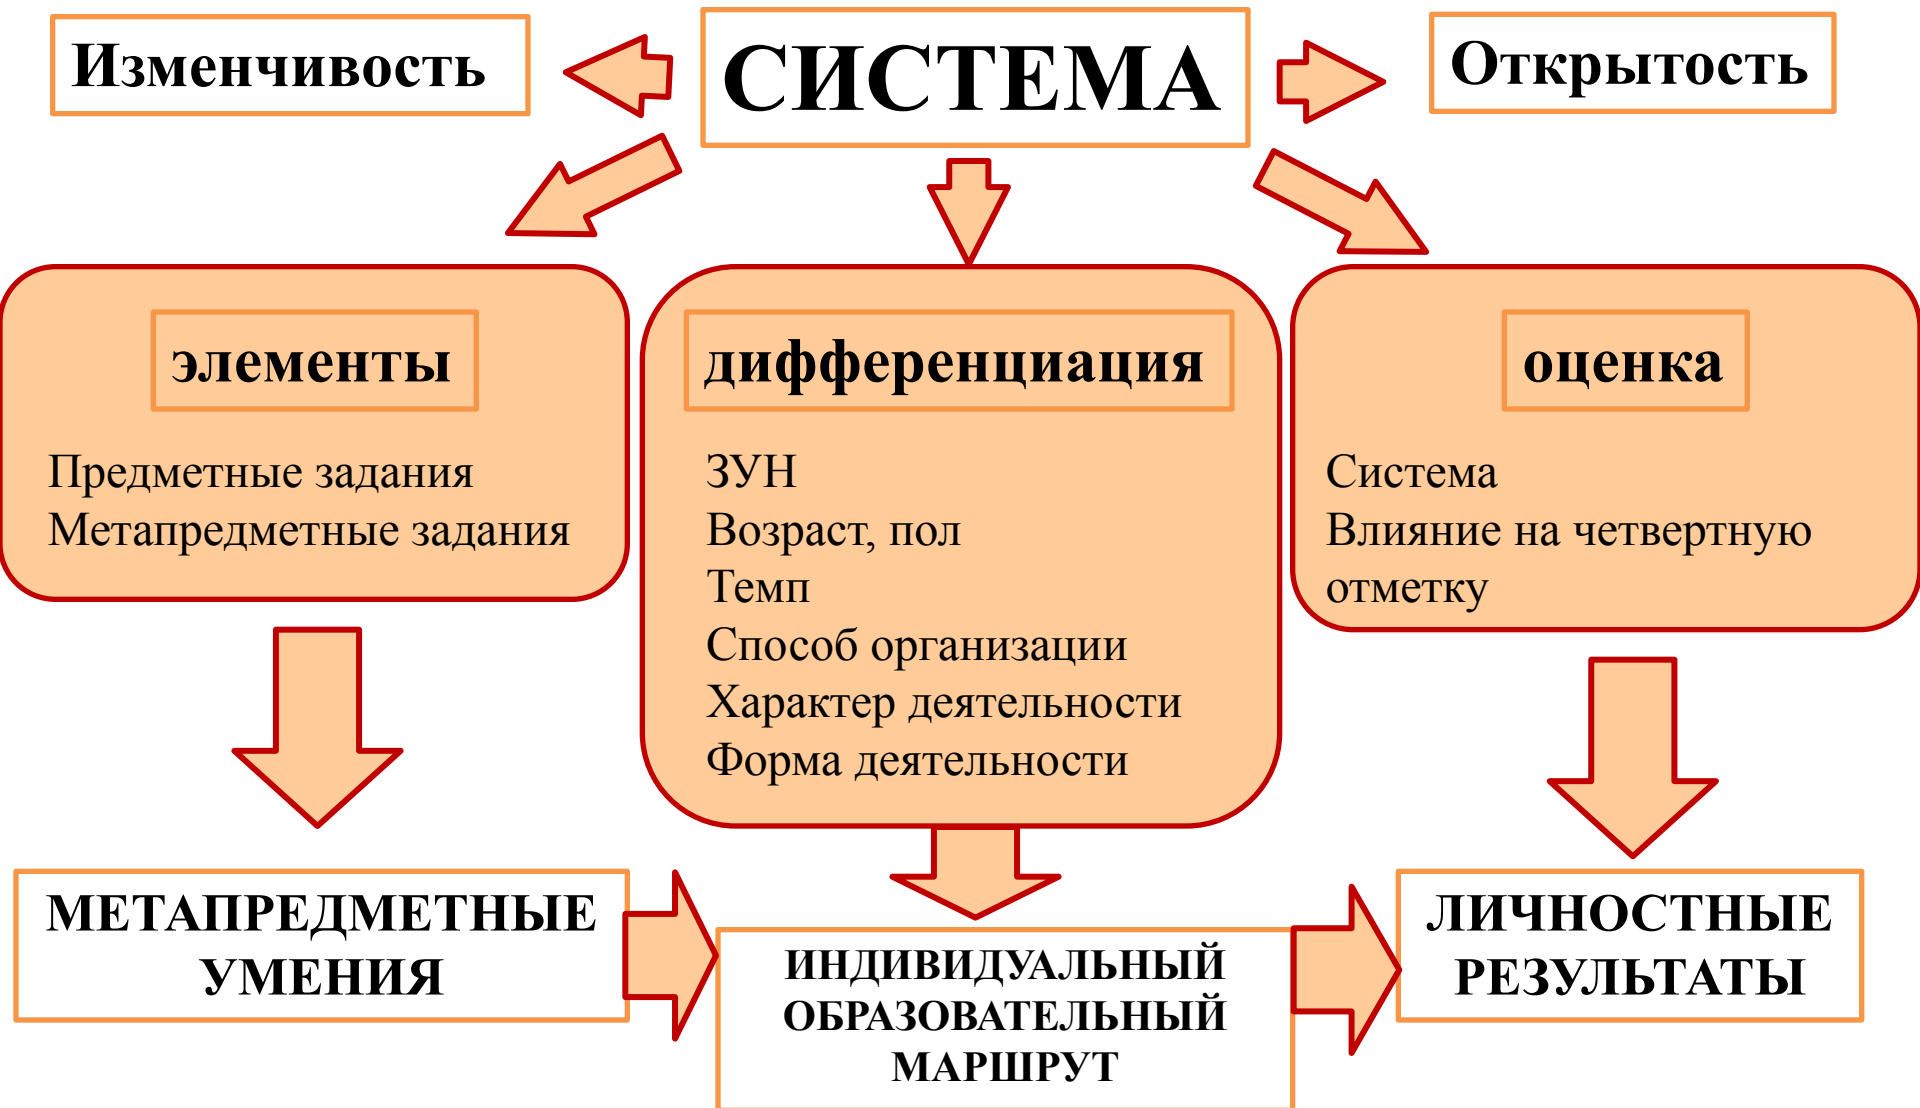 Изменчивость
СИСТЕМА
Открытость
элементы
Предметные задания
Метапредметные задания
дифференциация
ЗУН
Возраст, пол
Темп
Способ организации
Характер деятельности
Форма деятельности
оценка
Система
Влияние на четвертную
отметку
МЕТАПРЕДМЕТНЫЕ
УМЕНИЯ
ИНДИВИДУАЛЬНЫЙ
ОБРАЗОВАТЕЛЬНЫЙ
МАРШРУТ
ЛИЧНОСТНЫЕ
РЕЗУЛЬТАТЫ